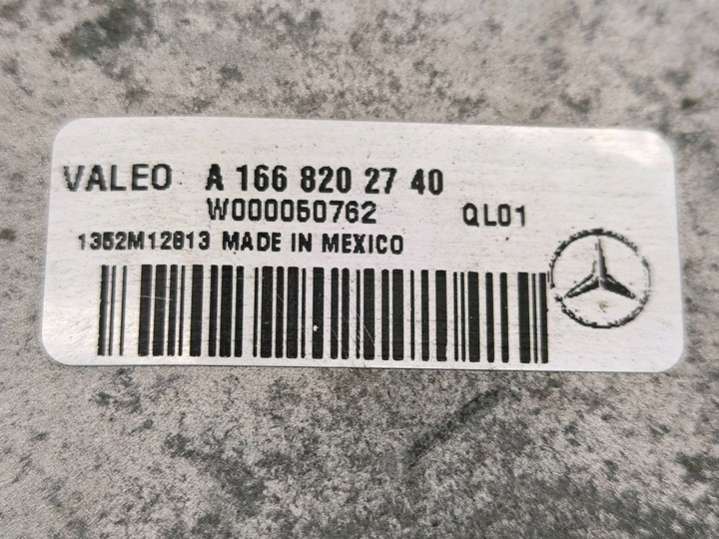 VALEO A 166 820 27 40
W000050762 QL01
1352M12813 MADE IN MEXICO